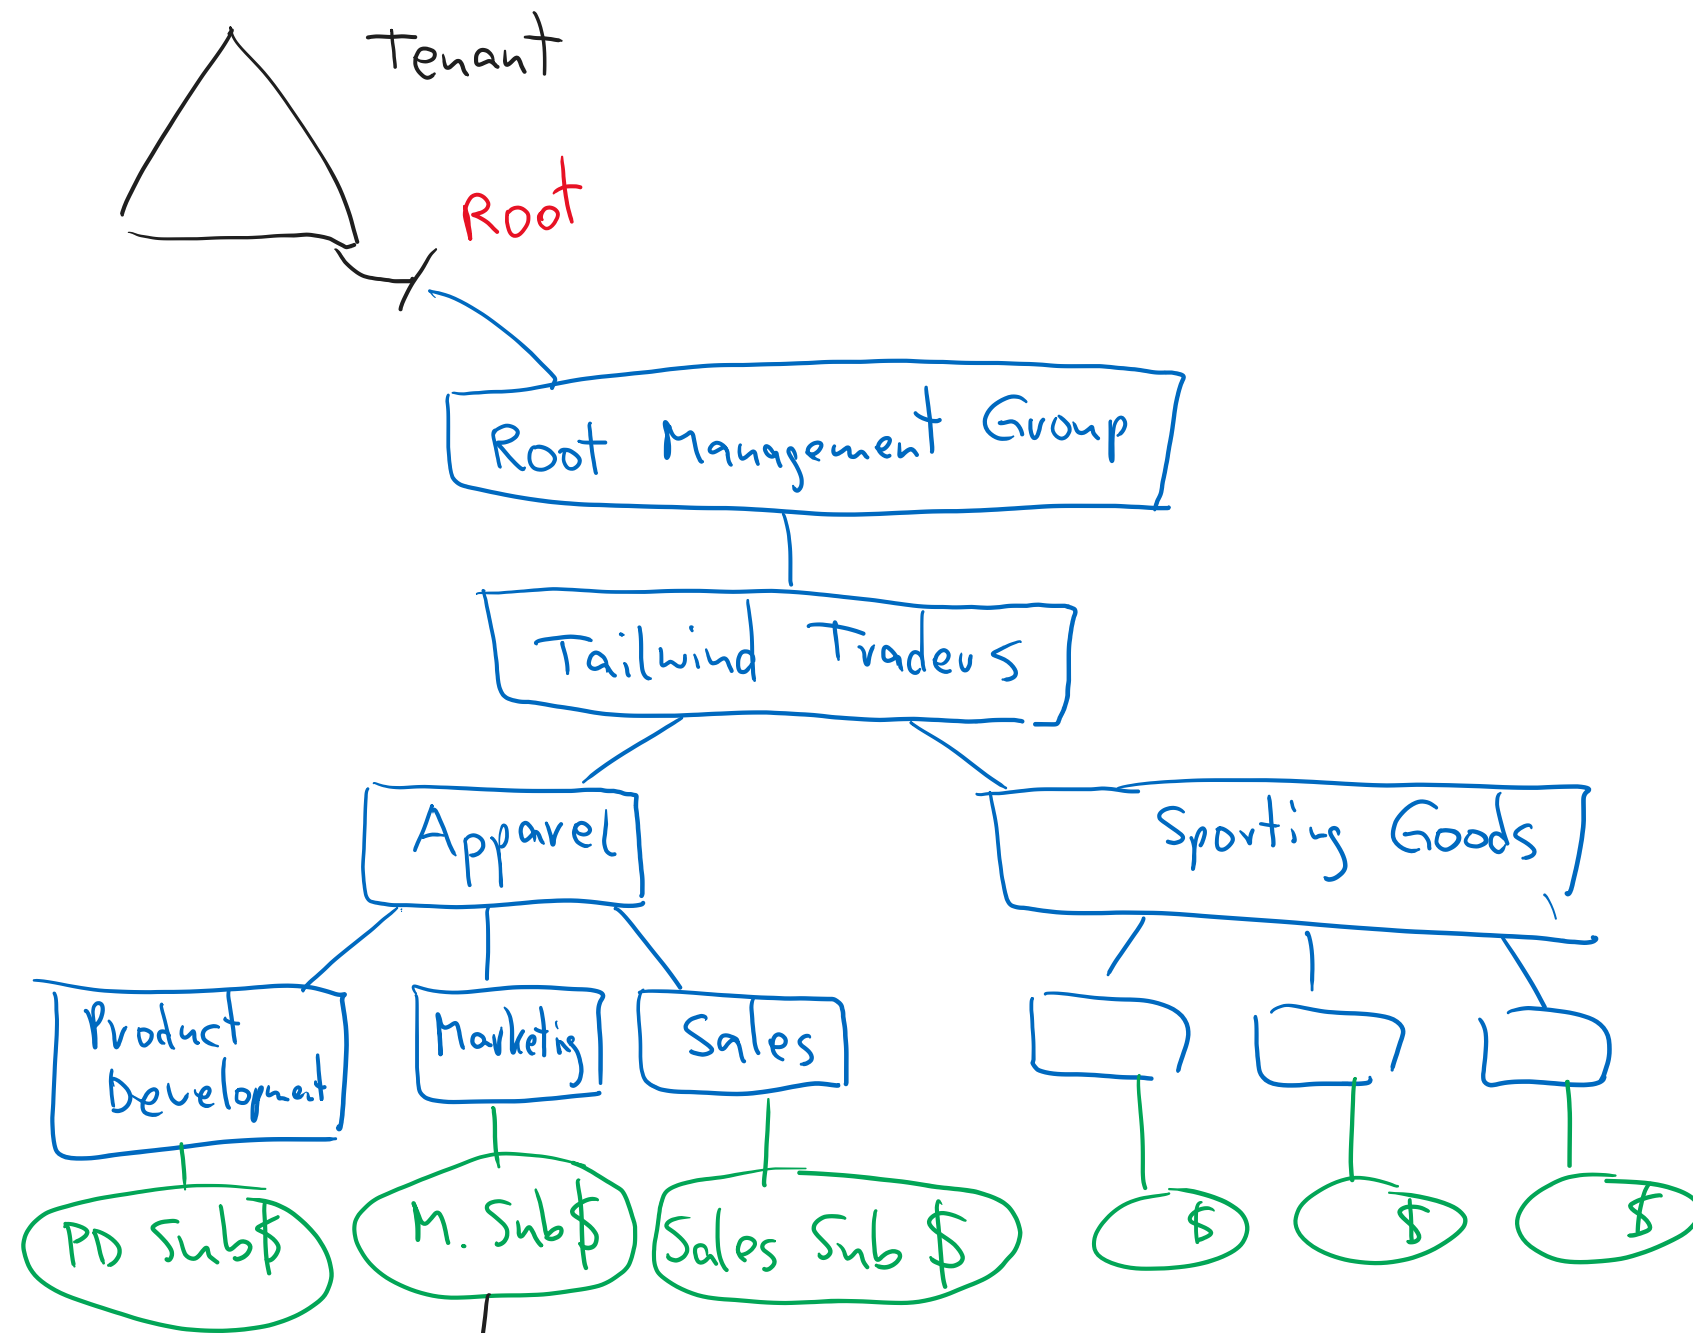 Tenant
Root
Root Management Group
Tailwind Traders
Apparel
Sporting Goods
Product
Development
Marketing
Sales
PD Sub$
M. Sub$
Sales Sub $
$
$
$